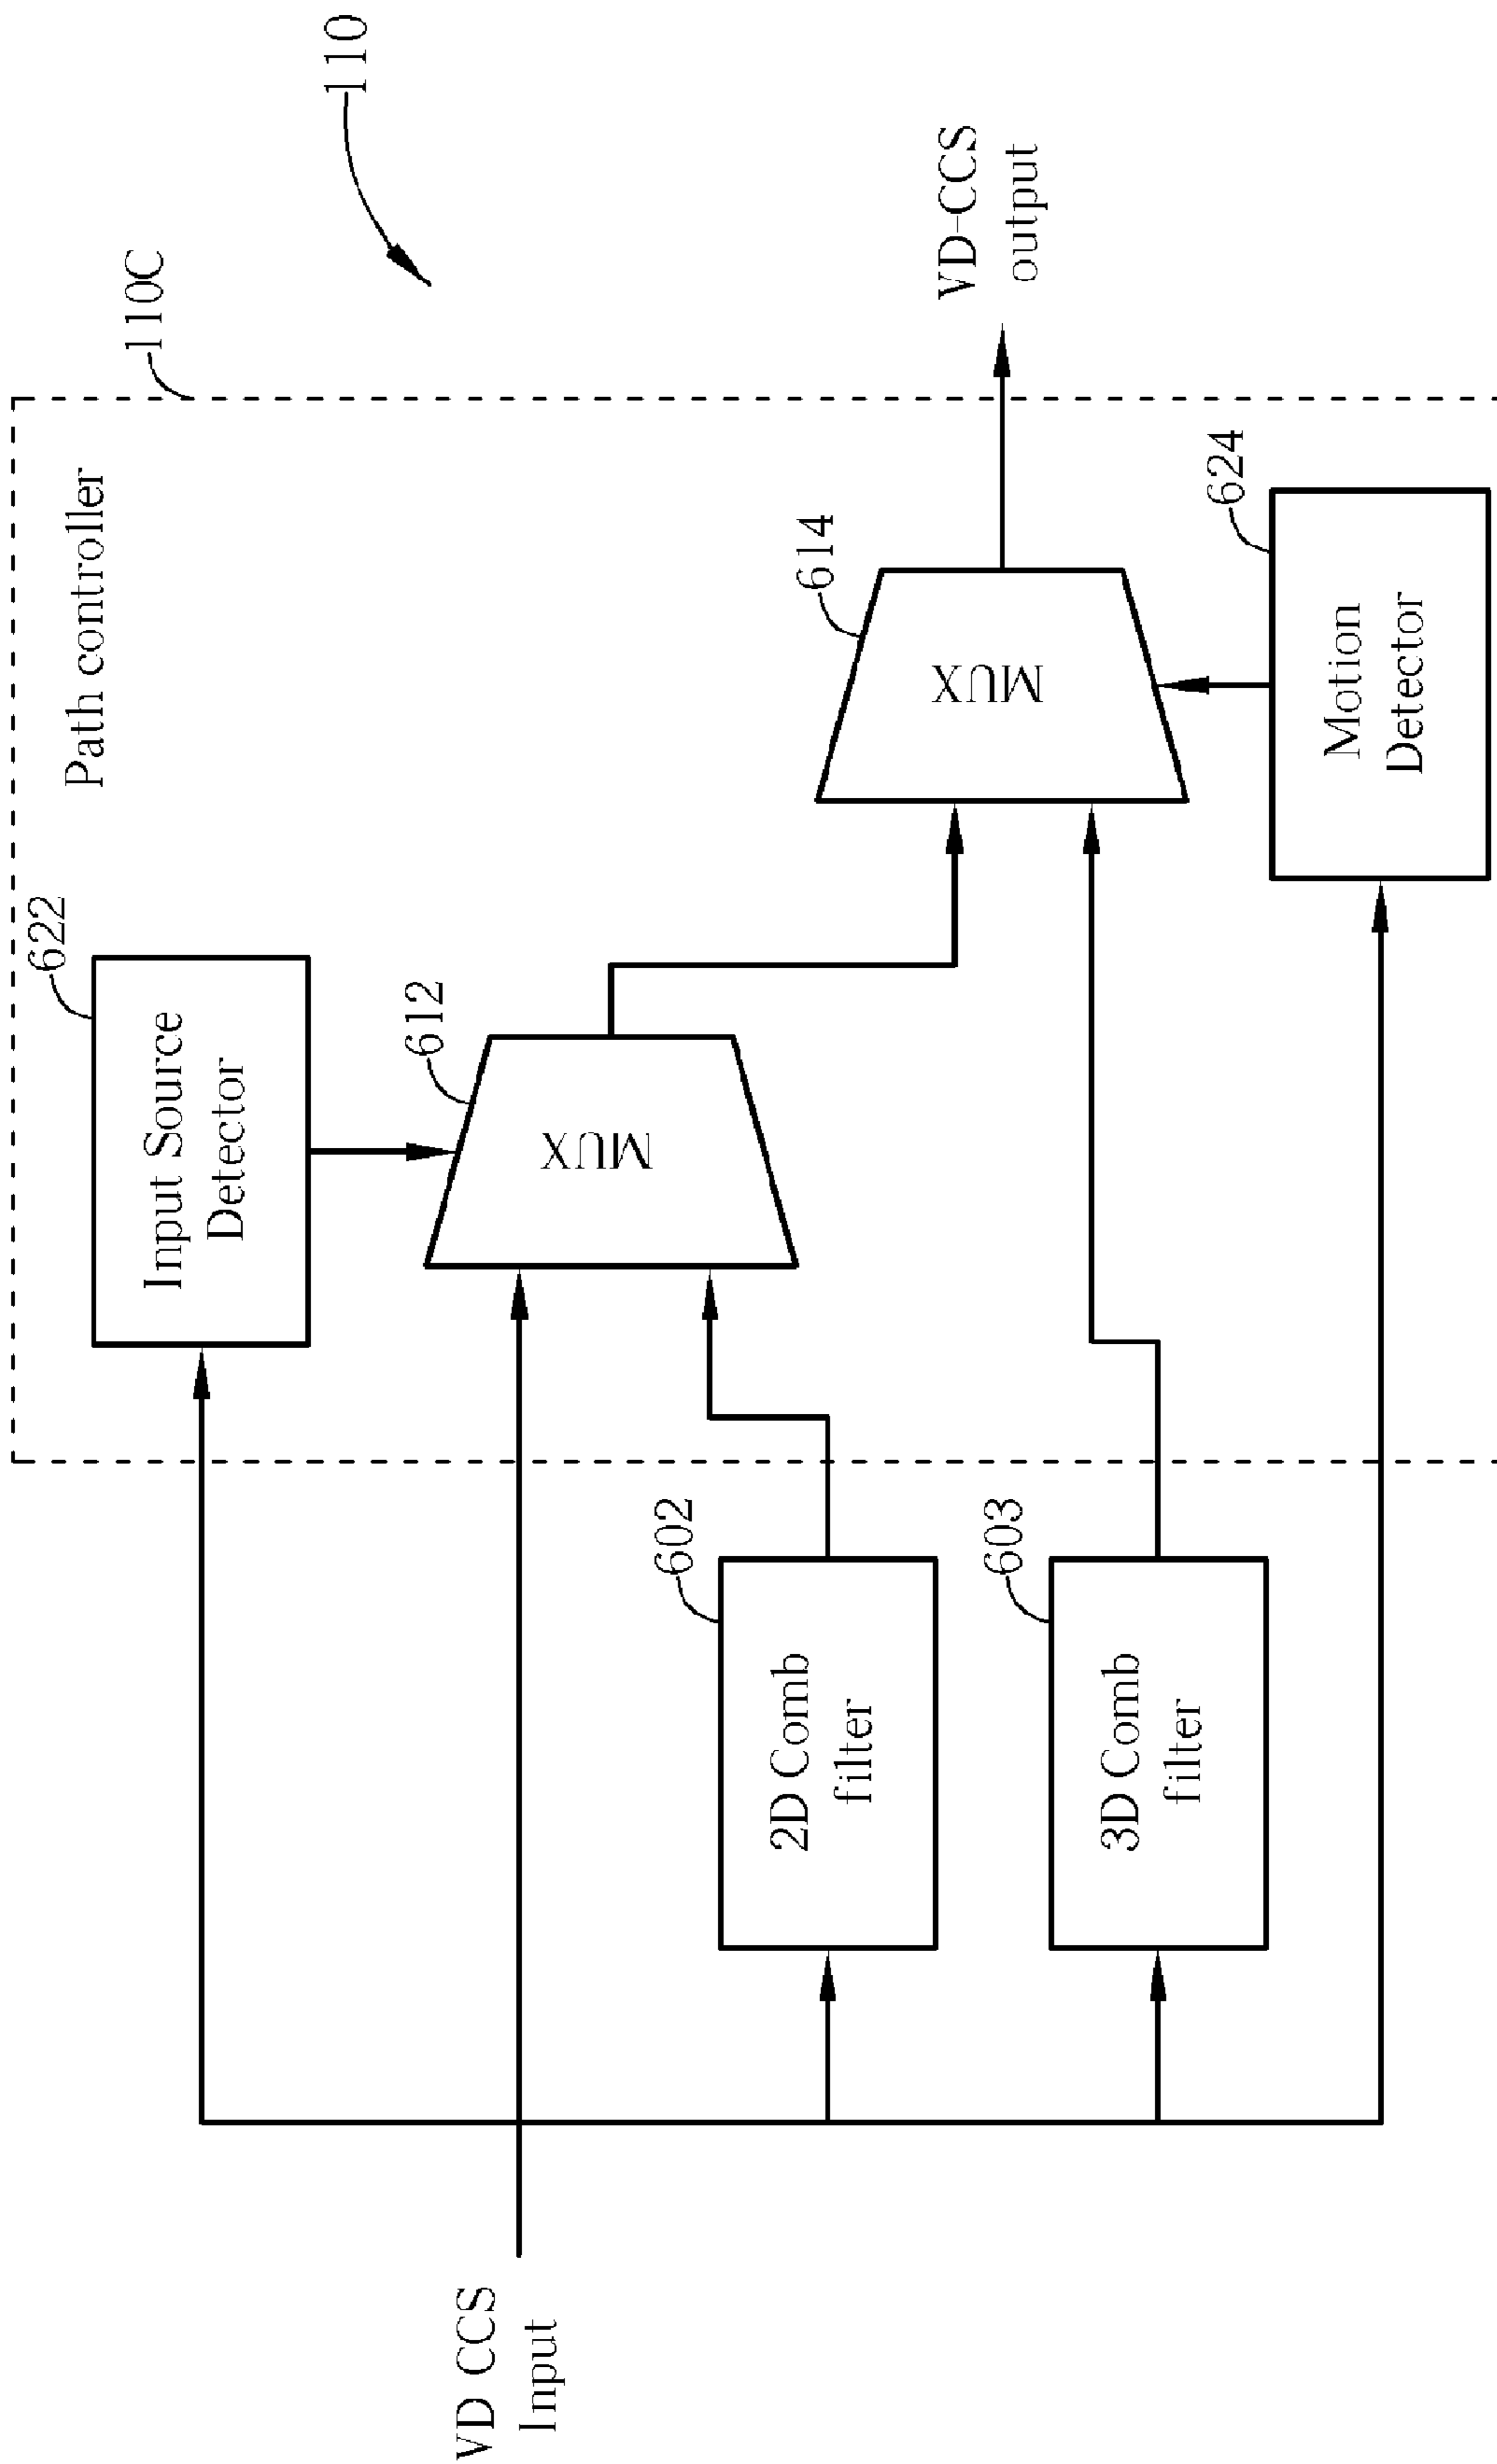 110
110C
Path controller
622
Input Source
Detector
612
MUX
614
MUX
VD-CCS
output
624
Motion
Detector
602
2D Comb
filter
603
3D Comb
filter
VD CCS
Input